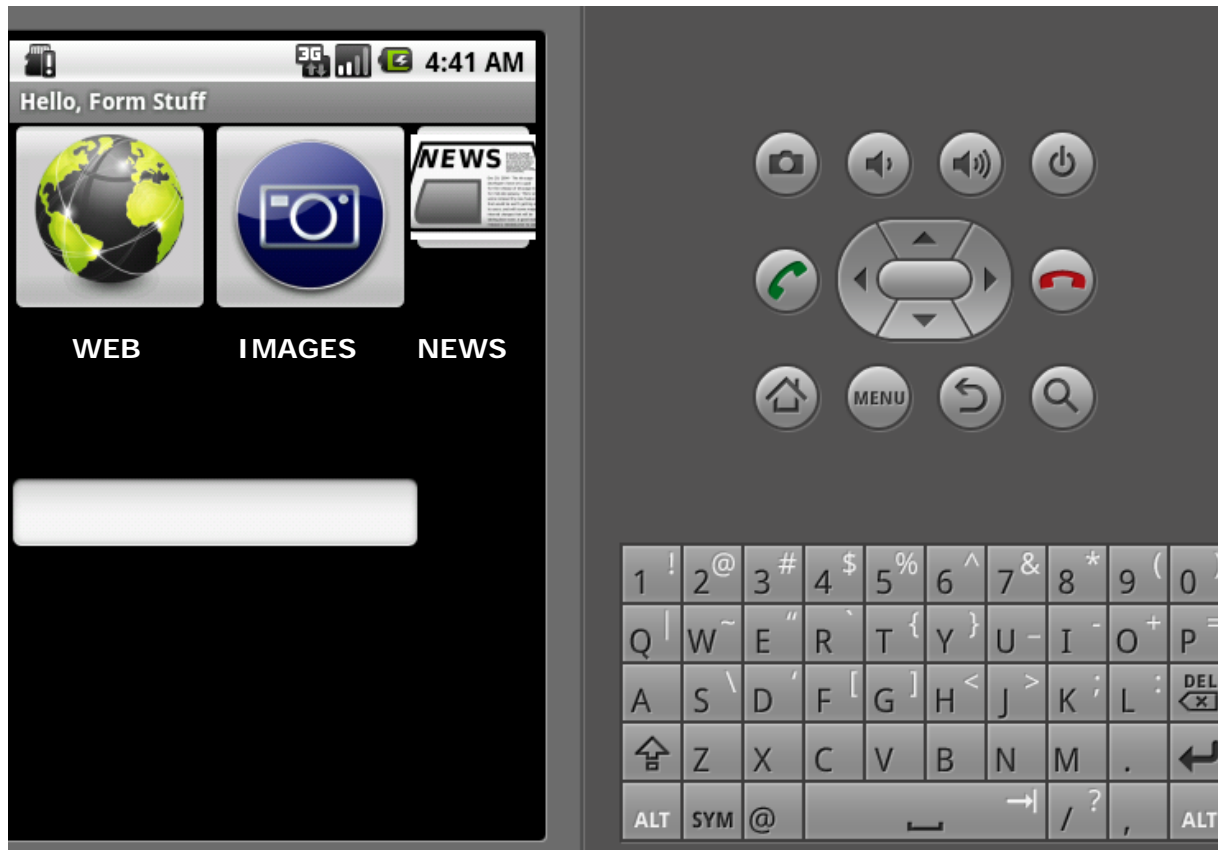 3G 4:41 AM
Hello, Form Stuff
NEWS
WEB IMAGES NEWS
MENU
1 ! 2 @ 3 # 4 $ 5 % 6 ^ 7 & 8 * 9 ( 0 )
Q | W ~ E " R ` T { Y } U _ I - O + P =
A S \ D ' F [ G ] H < J > K ; L : DEL
Z X C V B N M .
ALT SYM @ / ? , ALT